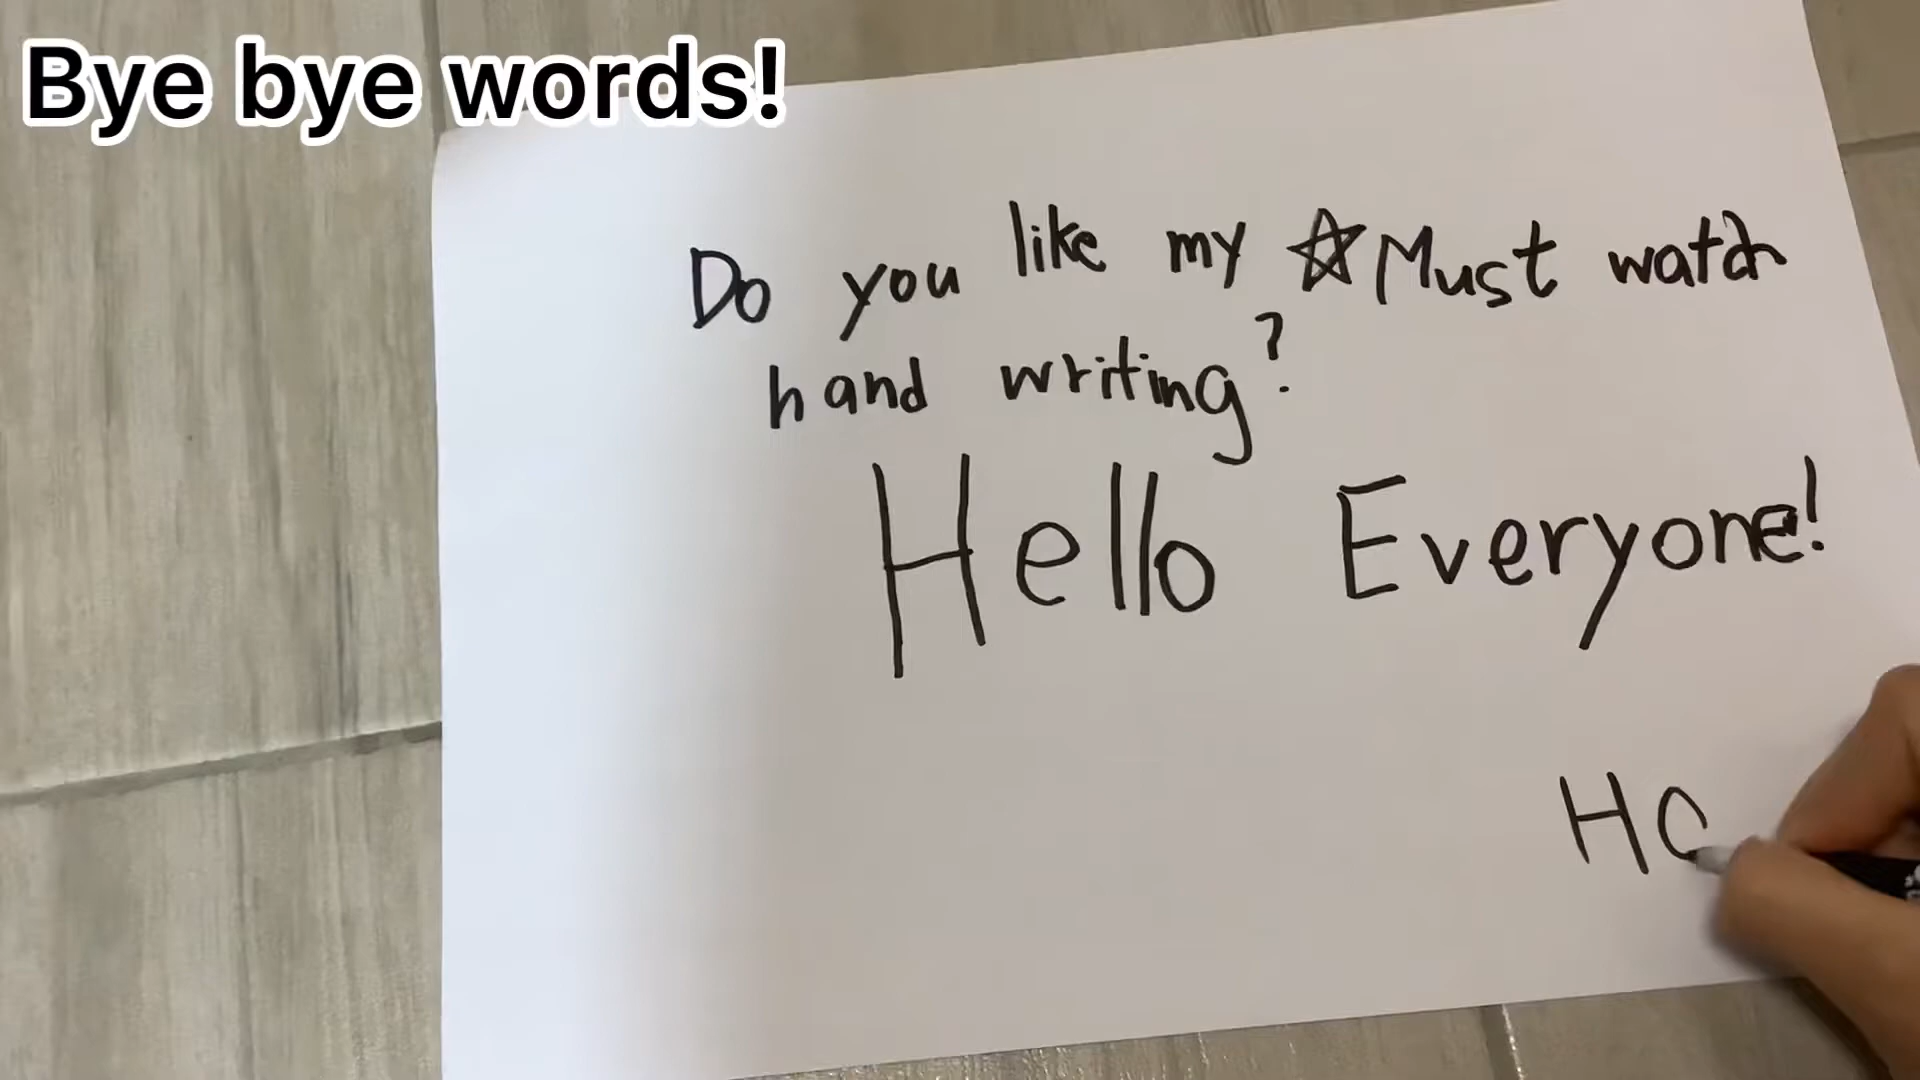 Bye bye words!
Do you like my ☆Must watch
hand writing?
Hello Everyone!
Ho